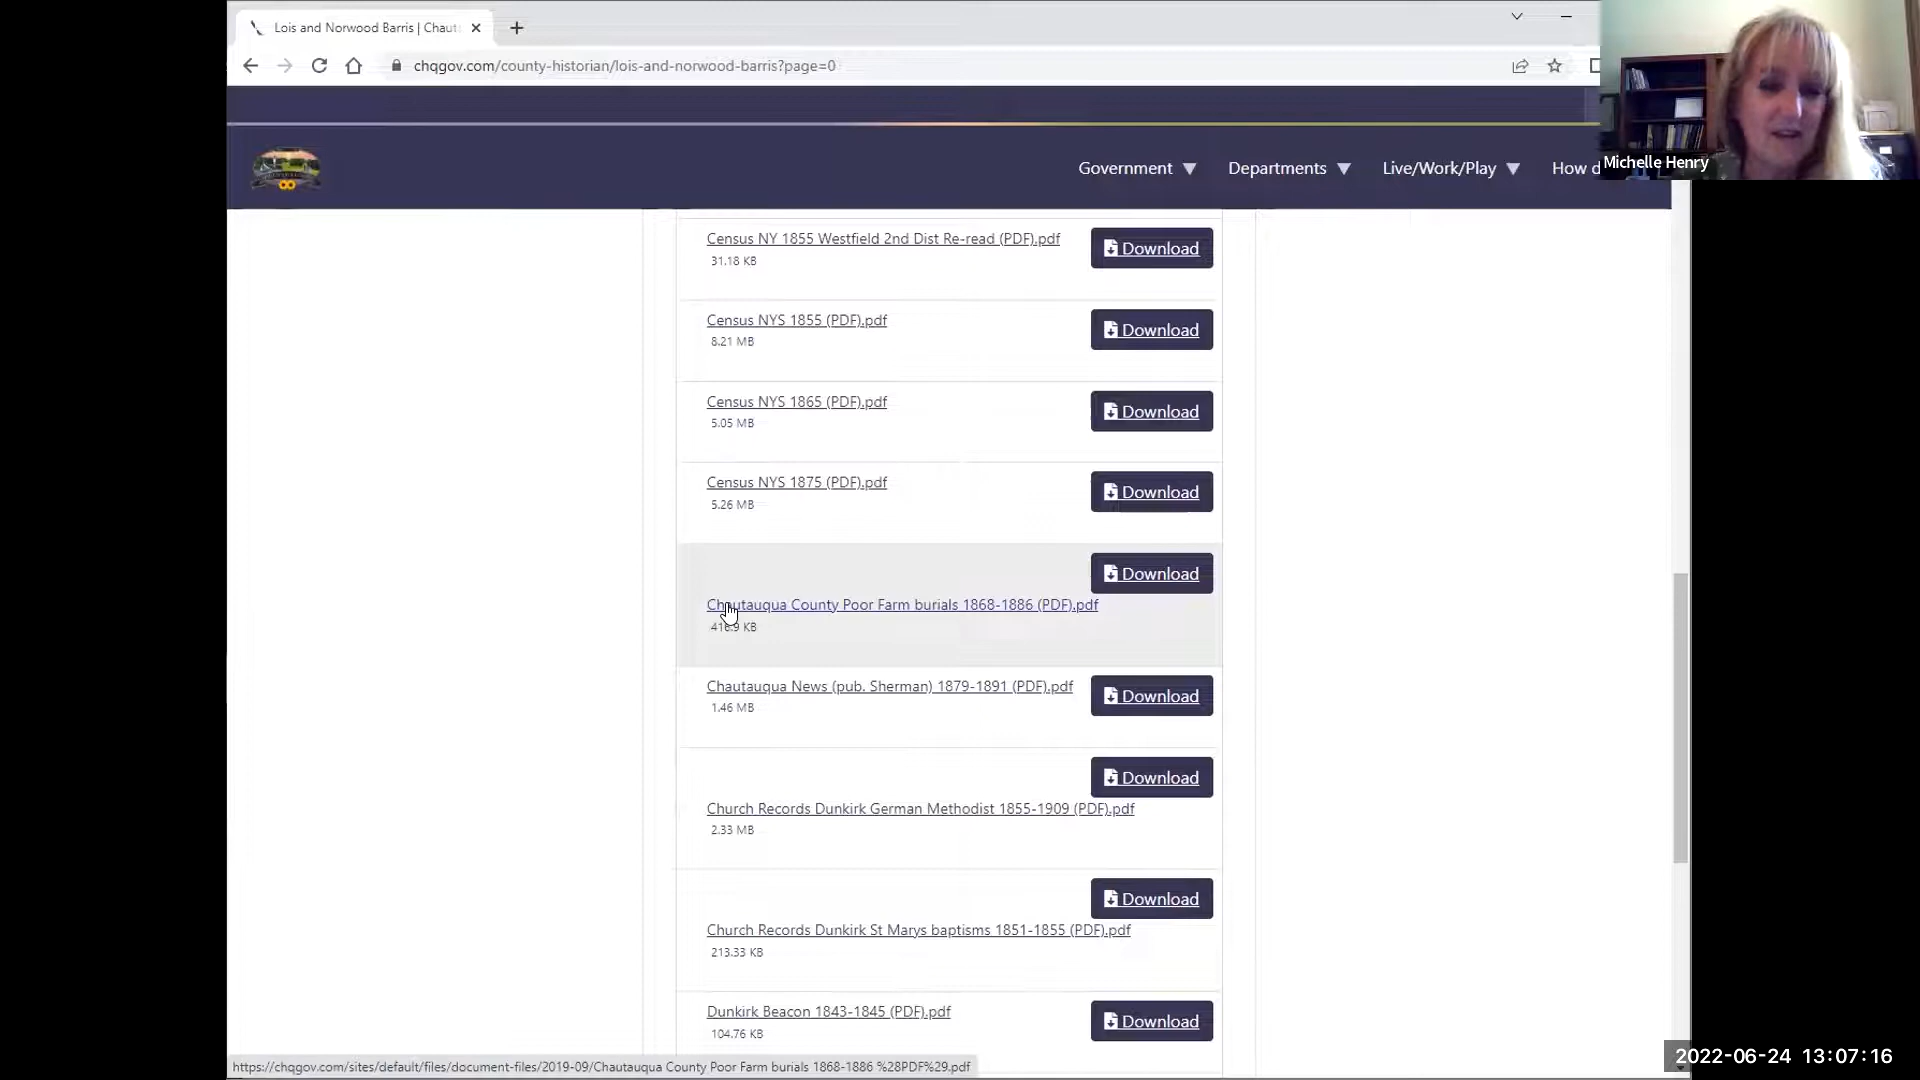 Lois and Norwood Barris | Chaut
chqgov.com/county-historian/lois-and-norwood-barris?page=0
Michelle Henry
Government
Departments
Live/Work/Play
How d
Census NY 1855 Westfield 2nd Dist Re-read (PDF).pdf
Download
31.18 KB
Census NYS 1855 (PDF).pdf
Download
8.21 MB
Census NYS 1865 (PDF).pdf
Download
5.05 MB
Census NYS 1875 (PDF).pdf
Download
5.26 MB
Download
Chautauqua County Poor Farm burials 1868-1886 (PDF).pdf
416.9 KB
Chautauqua News (pub. Sherman) 1879-1891 (PDF).pdf
Download
1.46 MB
Download
Church Records Dunkirk German Methodist 1855-1909 (PDF).pdf
2.33 MB
Download
Church Records Dunkirk St Marys baptisms 1851-1855 (PDF).pdf
213.33 KB
Dunkirk Beacon 1843-1845 (PDF).pdf
Download
104.76 KB
https://chqgov.com/sites/default/files/document-files/2019-09/Chautauqua County Poor Farm burials 1868-1886 %28PDF%29.pdf
2022-06-24 13:07:16